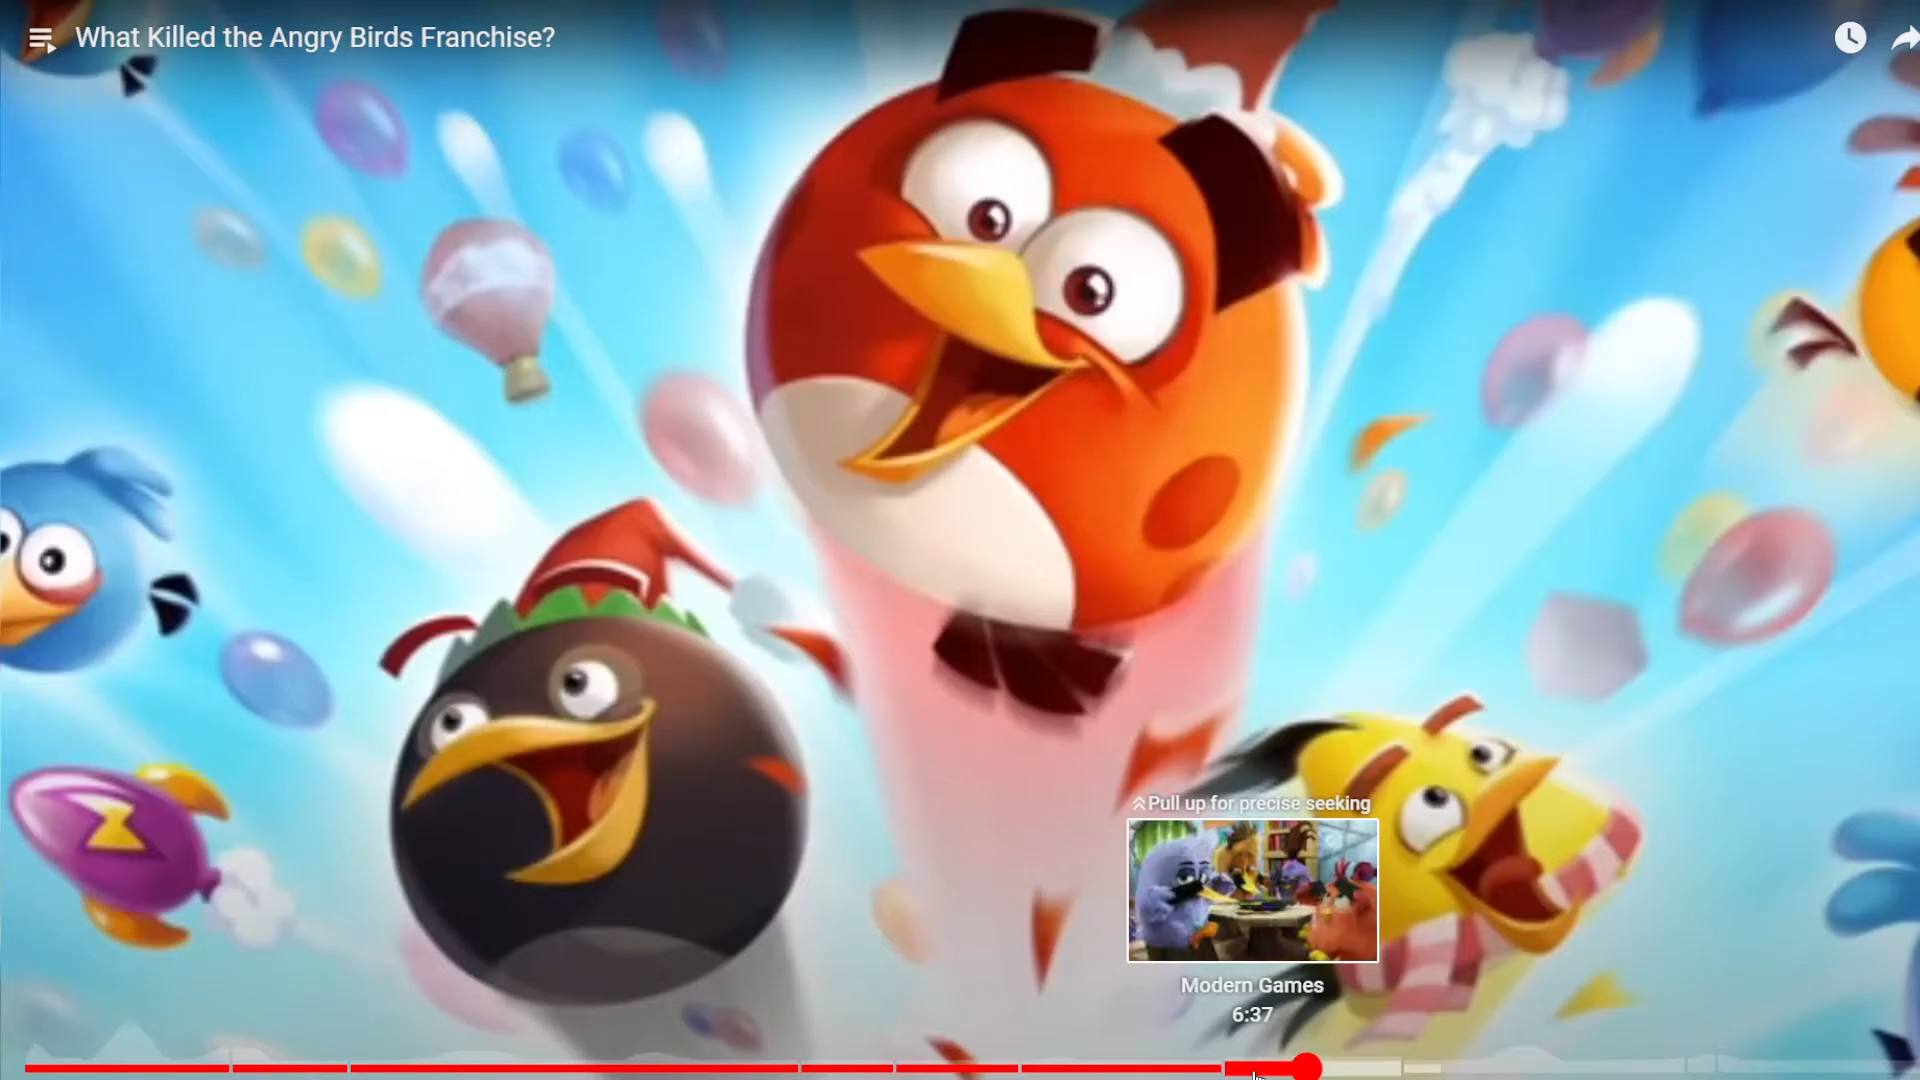 What Killed the Angry Birds Franchise?
Pull up for precise seeking
Modern Games
6:37